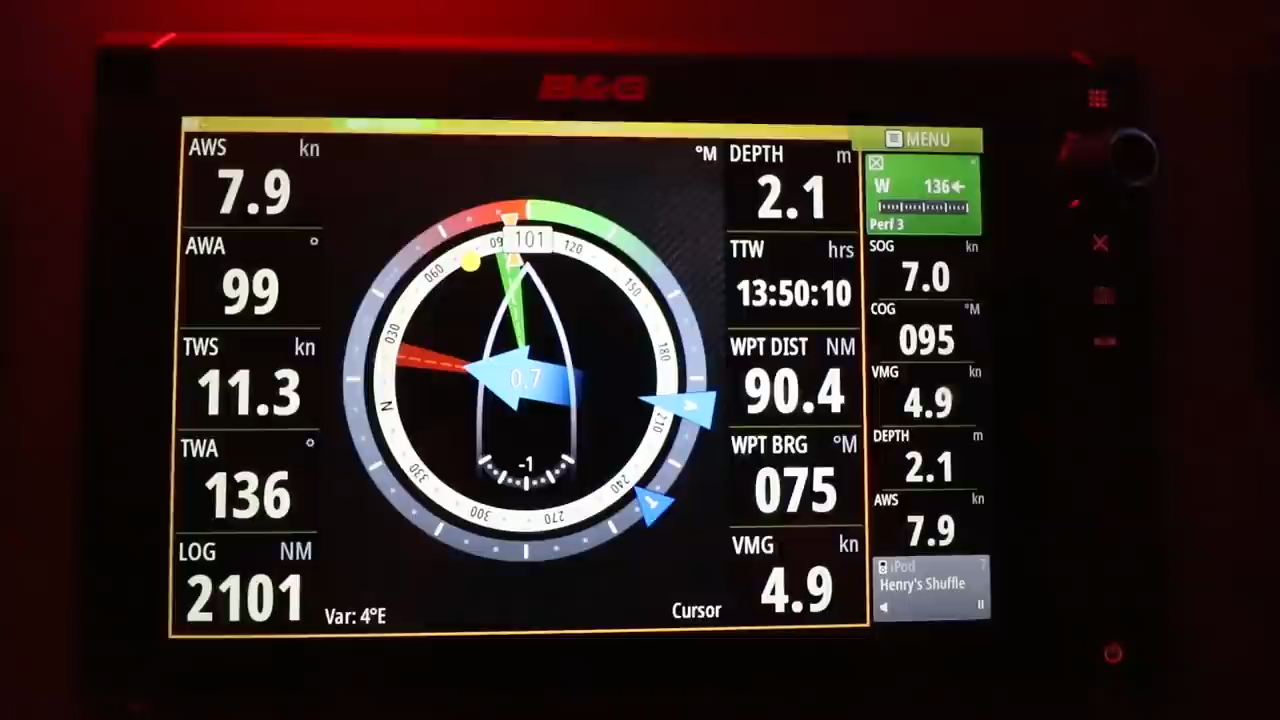 B&G
MENU
AWS kn
7.9
AWA °
99
TWS kn
11.3
TWA °
136
LOG NM
2101
°M
101
09
120
150
180
210
240
270
300
330
N
030
060
0.7
-1
A
T
Var: 4°E
Cursor
DEPTH m
2.1
TTW hrs
13:50:10
WPT DIST NM
90.4
WPT BRG °M
075
VMG kn
4.9
W 136
Perf 3
SOG kn
7.0
COG °M
095
VMG kn
4.9
DEPTH m
2.1
AWS kn
7.9
iPod 7
Henry's Shuffle